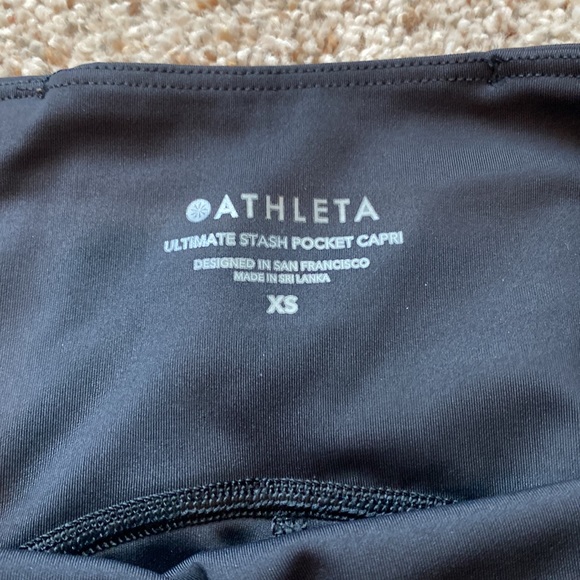 ATHLETA
ULTIMATE STASH POCKET CAPRI
DESIGNED IN SAN FRANCISCO
MADE IN SRI LANKA
XS